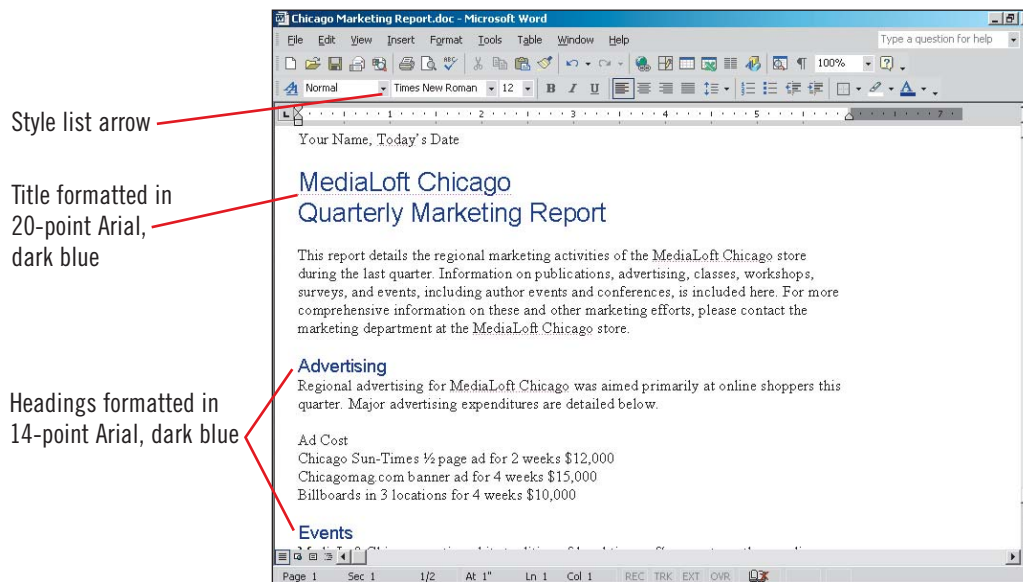 Chicago Marketing Report.doc - Microsoft Word
File Edit View Insert Format Tools Table Window Help
Type a question for help
100%
Normal Times New Roman 12 B I U
1 2 3 4 5 7
Style list arrow
Your Name, Today's Date
Title formatted in
20-point Arial,
dark blue
MediaLoft Chicago
Quarterly Marketing Report
This report details the regional marketing activities of the MediaLoft Chicago store
during the last quarter. Information on publications, advertising, classes, workshops,
surveys, and events, including author events and conferences, is included here. For more
comprehensive information on these and other marketing efforts, please contact the
marketing department at the MediaLoft Chicago store.
Headings formatted in
14-point Arial, dark blue
Advertising
Regional advertising for MediaLoft Chicago was aimed primarily at online shoppers this
quarter. Major advertising expenditures are detailed below.
Ad Cost
Chicago Sun-Times ½ page ad for 2 weeks $12,000
Chicagomag.com banner ad for 4 weeks $15,000
Billboards in 3 locations for 4 weeks $10,000
Events
Page 1 Sec 1 1/2 At 1" Ln 1 Col 1 REC TRK EXT OVR